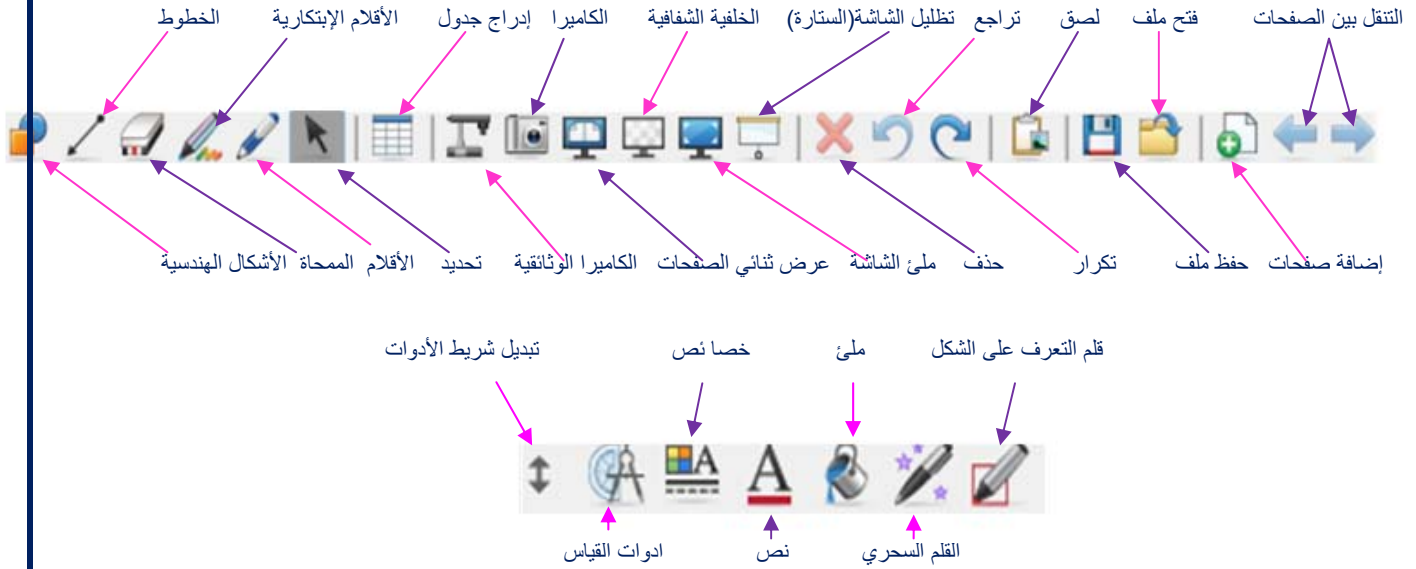 التنقل بين الصفحات فتح ملف لصق تراجع تظليل الشاشة(الستارة) الخلفية الشفافية الكاميرا إدراج جدول الأقلام الإبتكارية الخطوط
إضافة صفحات حفظ ملف تكرار حذف ملئ الشاشة عرض ثنائي الصفحات الكاميرا الوثائقية تحديد الأقلام الممحاة الأشكال الهندسية
قلم التعرف على الشكل ملئ خصا ئص تبديل شريط الأدوات
القلم السحري نص ادوات القياس